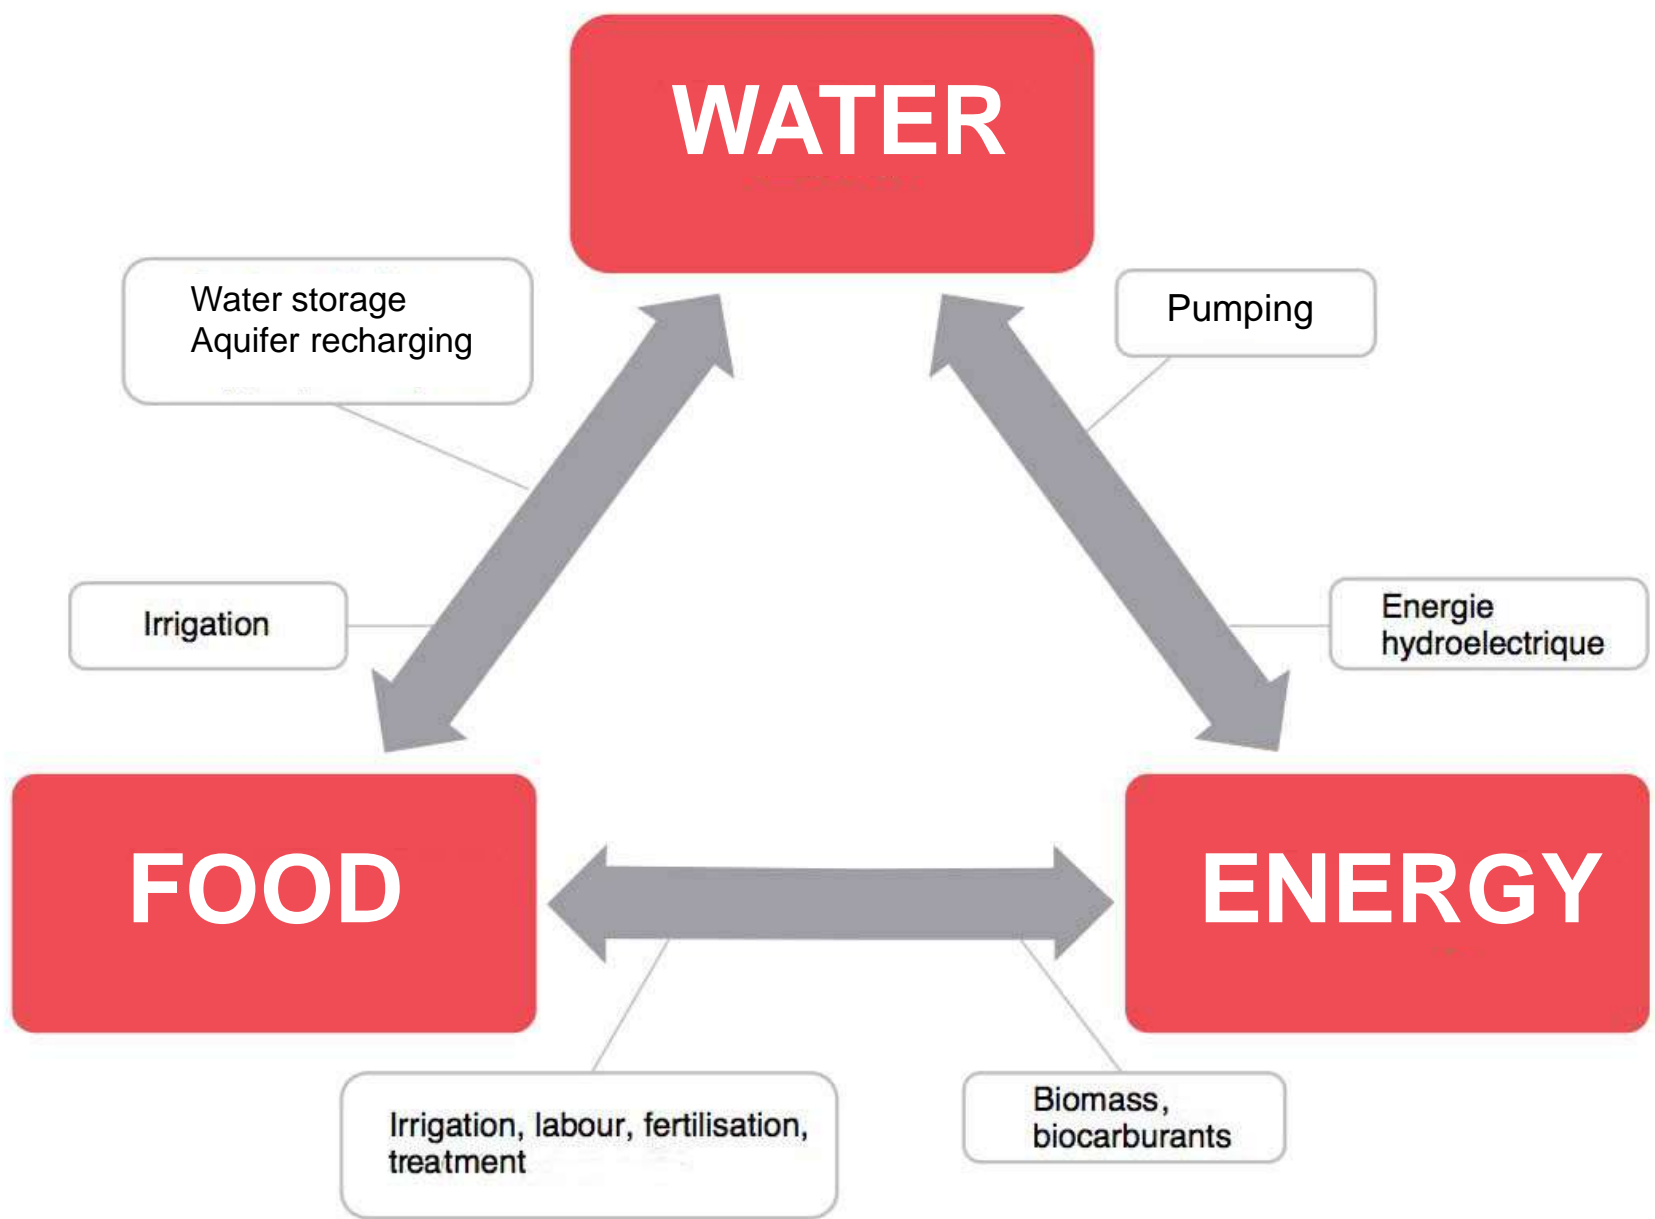 WATER
Water storage
Aquifer recharging
Pumping
Irrigation
Energie
hydroelectrique
FOOD
ENERGY
Irrigation, labour, fertilisation,
treatment
Biomass,
biocarburants